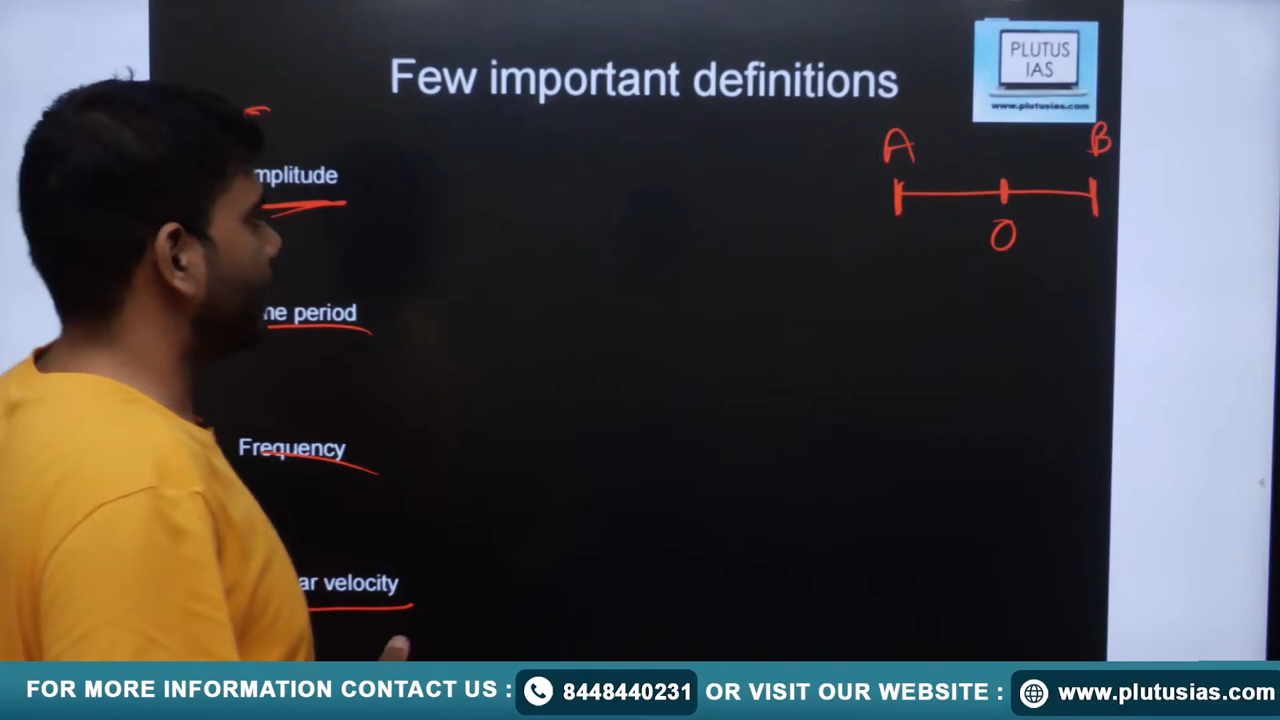 Few important definitions
PLUTUS
IAS
www.plutusias.com
A
B
mplitude
O
ne period
Frequency
ar velocity
FOR MORE INFORMATION CONTACT US : 8448440231 OR VISIT OUR WEBSITE : www.plutusias.com